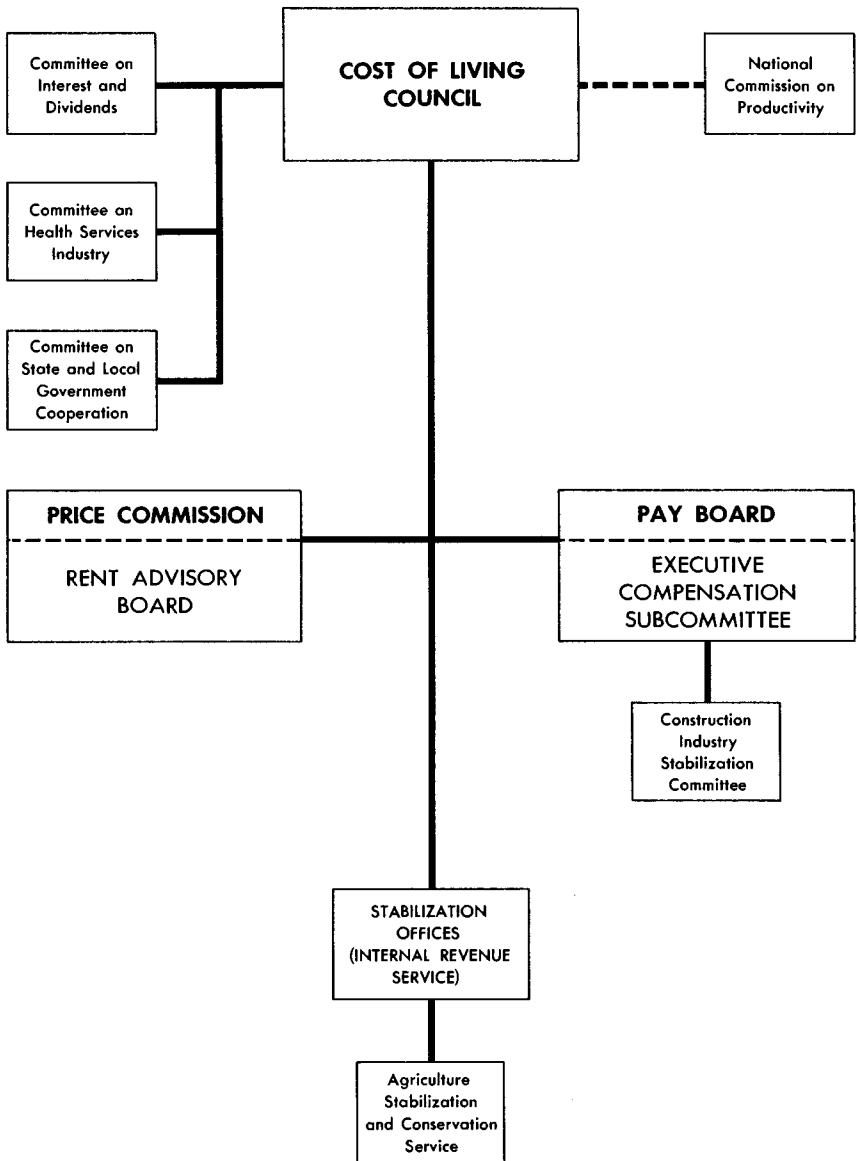 Committee on
Interest and
Dividends
COST OF LIVING
COUNCIL
National
Commission on
Productivity
Committee an
Health Services
Industry
Committee on
State and Local
Government
Cooperation
PRICE COMMISSION
RENT ADVISORY
BOARD
PAY BOARD
EXECUTIVE
COMPENSATION
SUBCOMMITTEE
Construction
Industry
Stabilization
Committee
STABILIZATION
OFFICES
(INTERNAL REVENUE
SERVICE)
Agriculture
Stabilization
and Conservation
Service